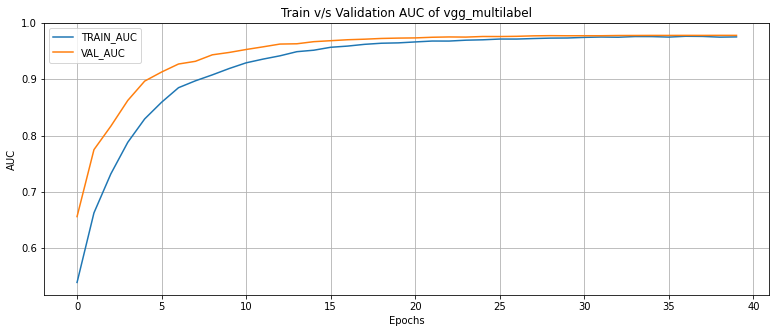 Train v/s Validation AUC of vgg_multilabel
TRAIN_AUC
VAL_AUC
AUC
1.0
0.9
0.8
0.7
0.6
0 5 10 15 20 25 30 35 40
Epochs